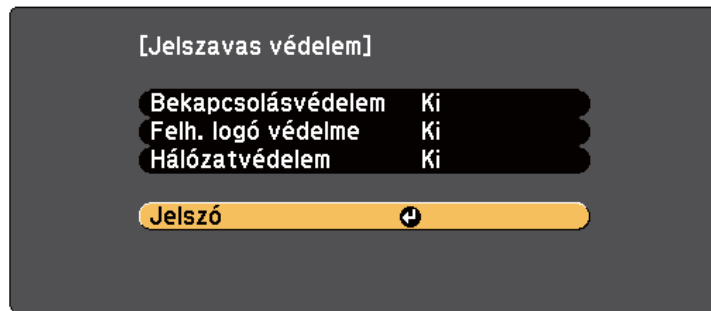 [Jelszavas védelem]
Bekapcsolásvédelem Ki
Felh. logó védelme Ki
Hálózatvédelem Ki
Jelszó